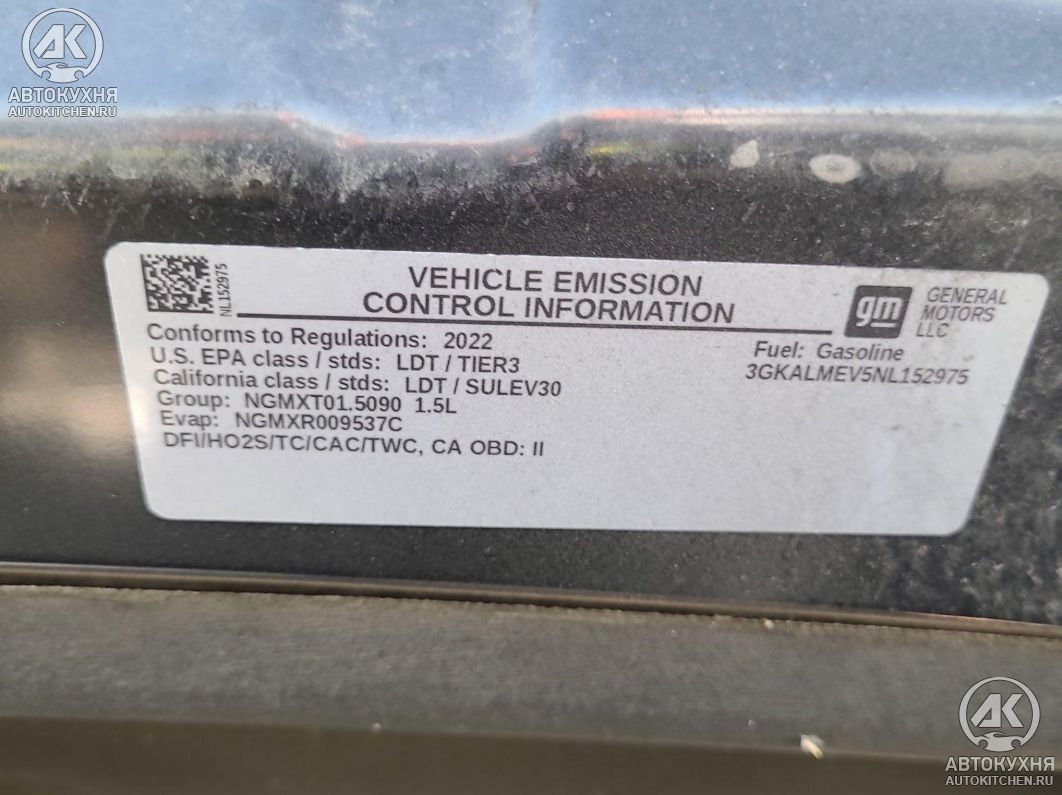 АК
АВТОКУХНЯ
AUTOKITCHEN.RU
NL152975
VEHICLE EMISSION
CONTROL INFORMATION
gm
GENERAL
MOTORS
LLC
Conforms to Regulations: 2022
U.S. EPA class / stds: LDT / TIER3
California class / stds: LDT / SULEV30
Group: NGMXT01.5090 1.5L
Evap: NGMXR009537C
DFI/HO2S/TC/CAC/TWC, CA OBD: II
Fuel: Gasoline
3GKALMEV5NL152975
АК
АВТОКУХНЯ
AUTOKITCHEN.RU